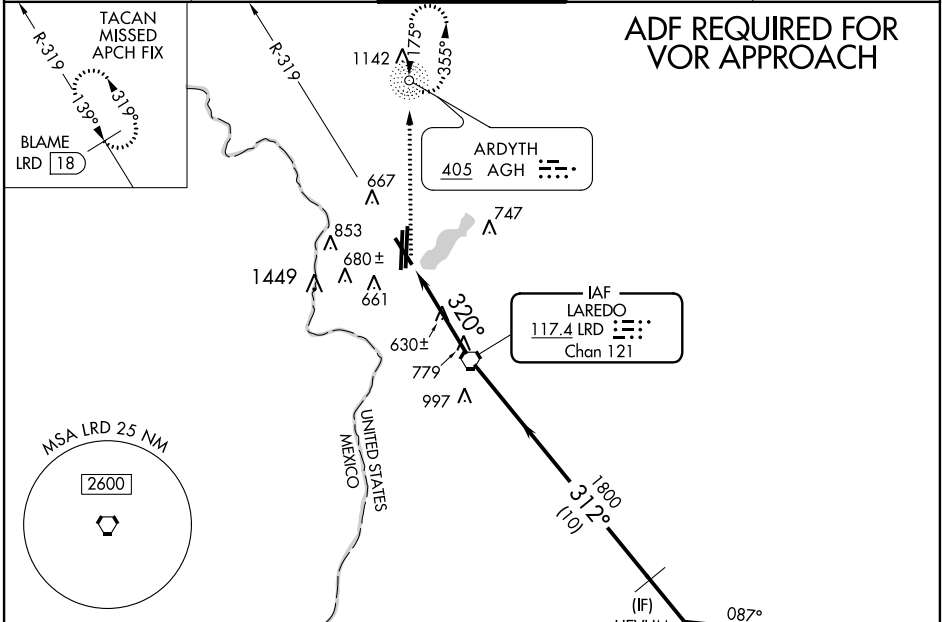 TACAN
MISSED
APCH FIX
R-319
139°
319°
BLAME
LRD 18
R-319
175°
355°
1142
ADF REQUIRED FOR
VOR APPROACH
ARDYTH
405 AGH
667
747
853
680 ±
1449
661
320°
IAF
LAREDO
117.4 LRD
Chan 121
630±
779
997
UNITED STATES
MEXICO
MSA LRD 25 NM
2600
1800
312°
(10)
(IF)
087°